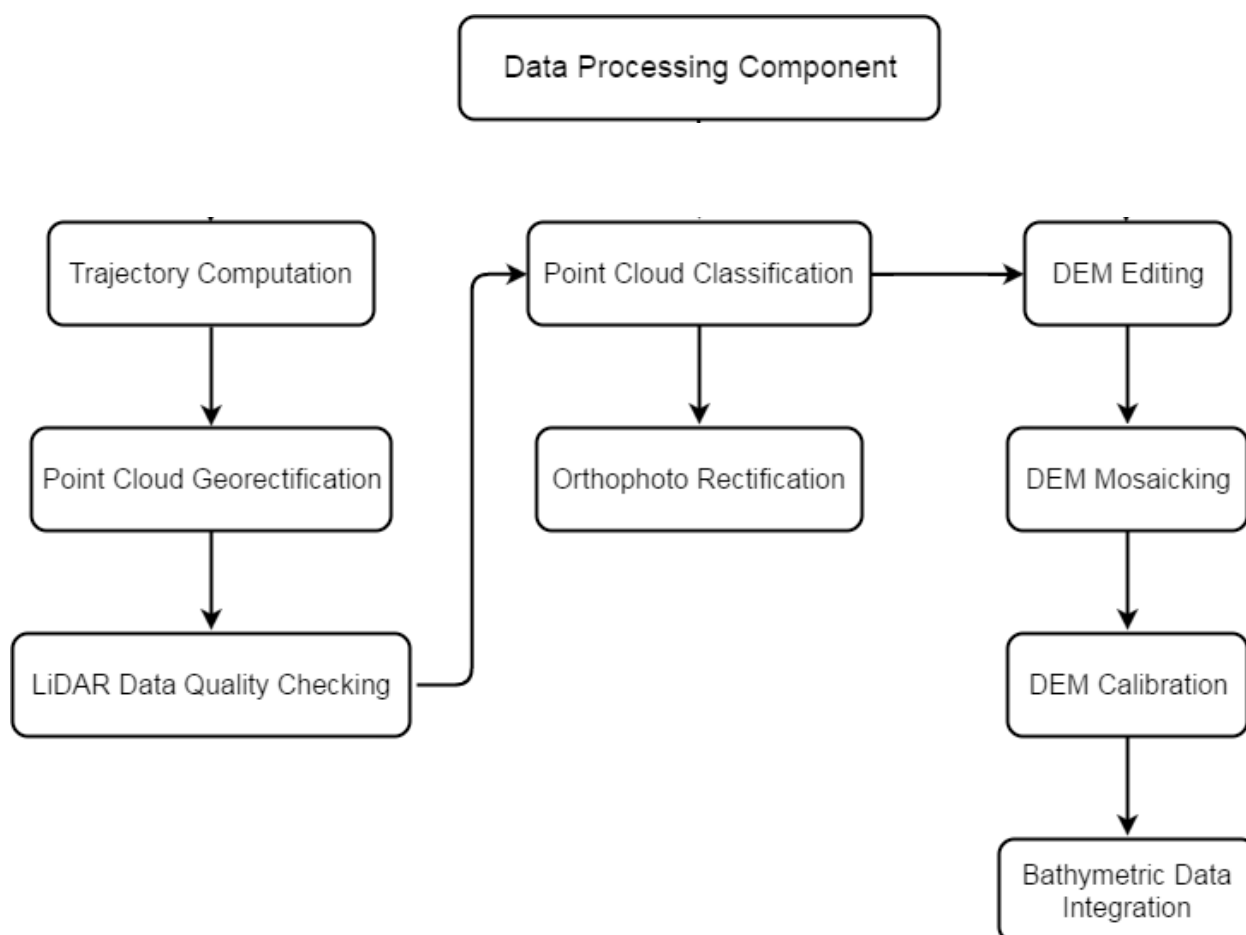 Data Processing Component
Trajectory Computation
Point Cloud Classification
DEM Editing
Point Cloud Georectification
Orthophoto Rectification
DEM Mosaicking
LiDAR Data Quality Checking
DEM Calibration
Bathymetric Data
Integration